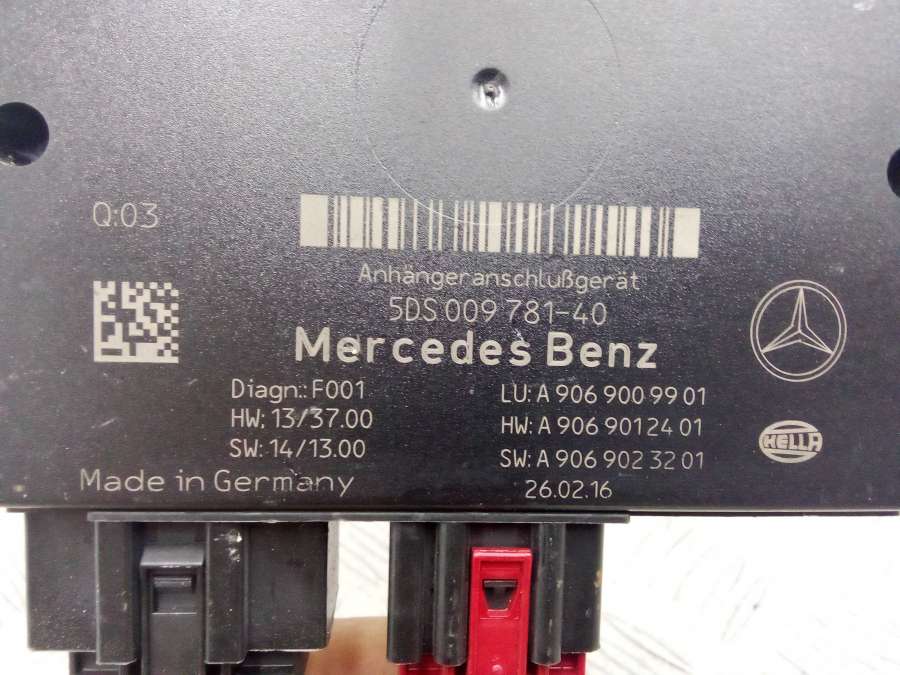 Q:03
Anhängeranschlußgerät
5DS 009 781-40
Mercedes Benz
Diagn.: F001
HW: 13/37.00
SW: 14/13.00
LU: A 906 900 99 01
HW: A 906 901 24 01
SW: A 906 902 32 01
Made in Germany
26.02.16
HELLA